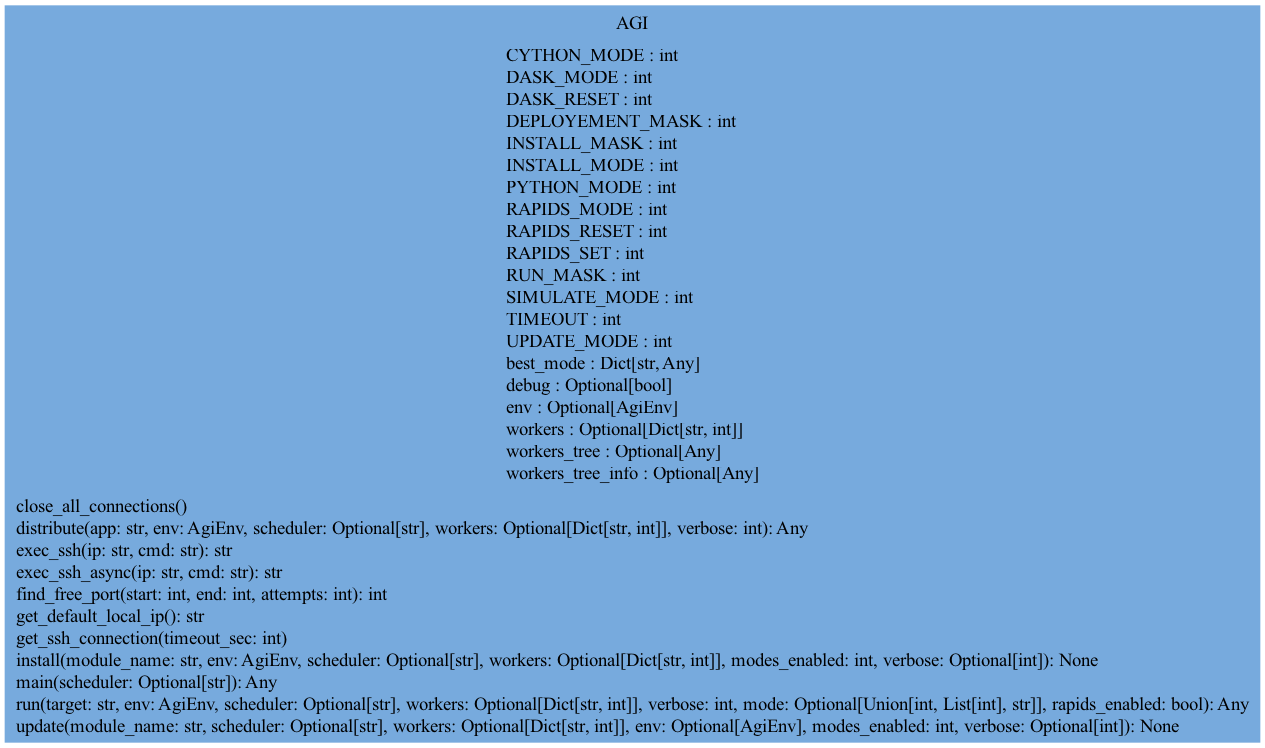 AGI
CYTHON_MODE : int
DASK_MODE : int
DASK_RESET : int
DEPLOYEMENT_MASK : int
INSTALL_MASK : int
INSTALL_MODE : int
PYTHON_MODE : int
RAPIDS_MODE : int
RAPIDS_RESET : int
RAPIDS_SET : int
RUN_MASK : int
SIMULATE_MODE : int
TIMEOUT : int
UPDATE_MODE : int
best_mode : Dict[str, Any]
debug : Optional[bool]
env : Optional[AgiEnv]
workers : Optional[Dict[str, int]]
workers_tree : Optional[Any]
workers_tree_info : Optional[Any]
close_all_connections()
distribute(app: str, env: AgiEnv, scheduler: Optional[str], workers: Optional[Dict[str, int]], verbose: int): Any
exec_ssh(ip: str, cmd: str): str
exec_ssh_async(ip: str, cmd: str): str
find_free_port(start: int, end: int, attempts: int): int
get_default_local_ip(): str
get_ssh_connection(timeout_sec: int)
install(module_name: str, env: AgiEnv, scheduler: Optional[str], workers: Optional[Dict[str, int]], modes_enabled: int, verbose: Optional[int]): None
main(scheduler: Optional[str]): Any
run(target: str, env: AgiEnv, scheduler: Optional[str], workers: Optional[Dict[str, int]], verbose: int, mode: Optional[Union[int, List[int], str]], rapids_enabled: bool): Any
update(module_name: str, scheduler: Optional[str], workers: Optional[Dict[str, int]], env: Optional[AgiEnv], modes_enabled: int, verbose: Optional[int]): None